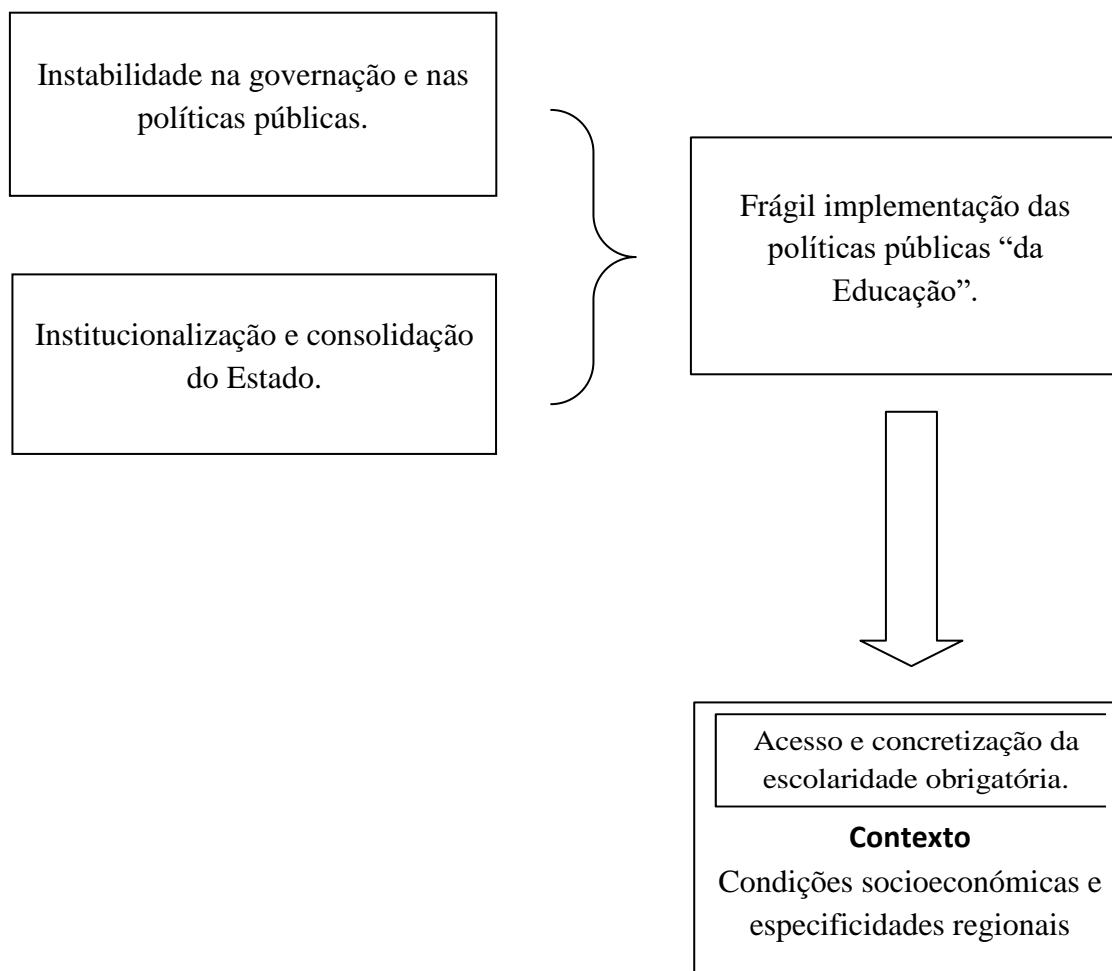 Instabilidade na governação e nas
políticas públicas.
Institucionalização e consolidação
do Estado.
Frágil implementação das
políticas públicas “da
Educação”.
Acesso e concretização da
escolaridade obrigatória.
Contexto
Condições socioeconómicas e
especificidades regionais